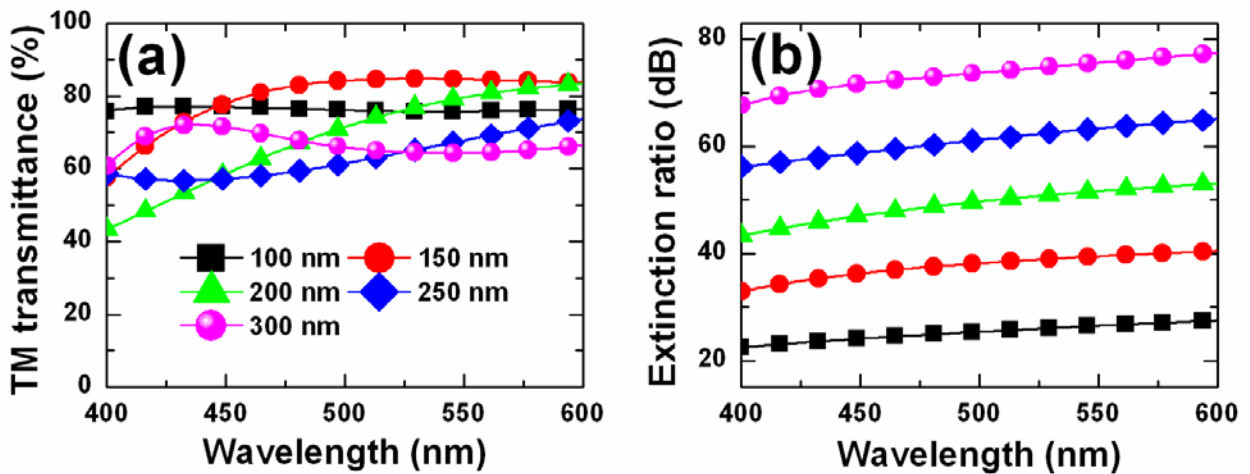 (a)
TM transmittance (%)
100
80
60
40
20
0
100 nm
150 nm
200 nm
250 nm
300 nm
400
450
500
550
600
Wavelength (nm)
(b)
Extinction ratio (dB)
80
60
40
20
400
450
500
550
600
Wavelength (nm)